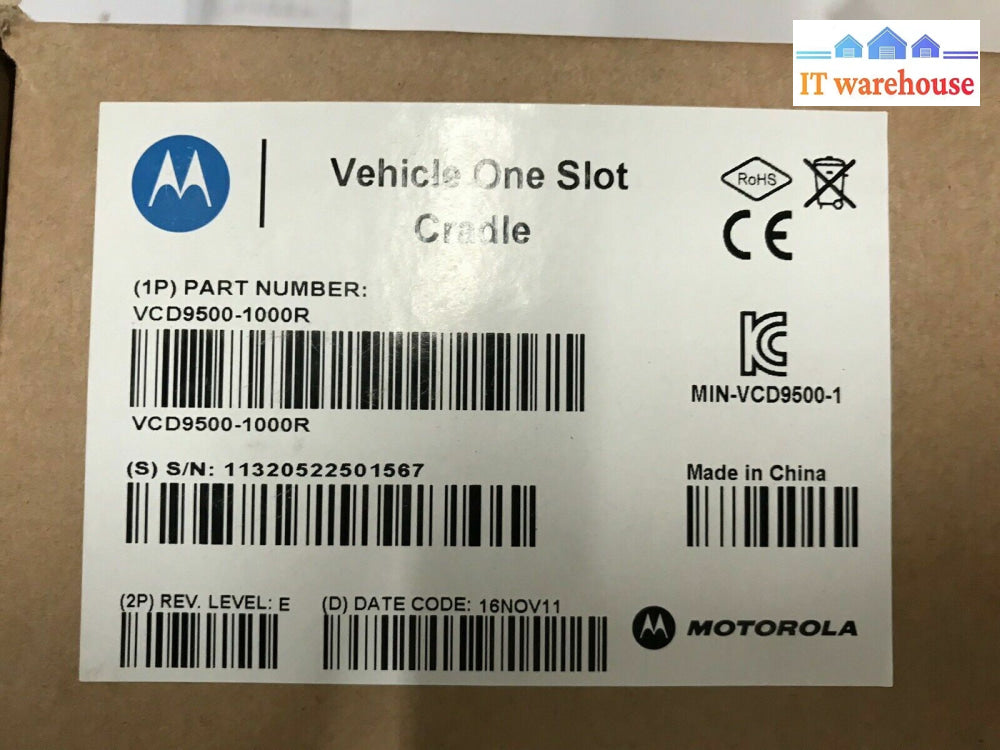 IT warehouse
Vehicle One Slot
Cradle
RoHS
CE
(1P) PART NUMBER:
VCD9500-1000R
VCD9500-1000R
KC
MIN-VCD9500-1
(S) S/N: 11320522501567
Made in China
(2P) REV. LEVEL: E
(D) DATE CODE: 16NOV11
MOTOROLA